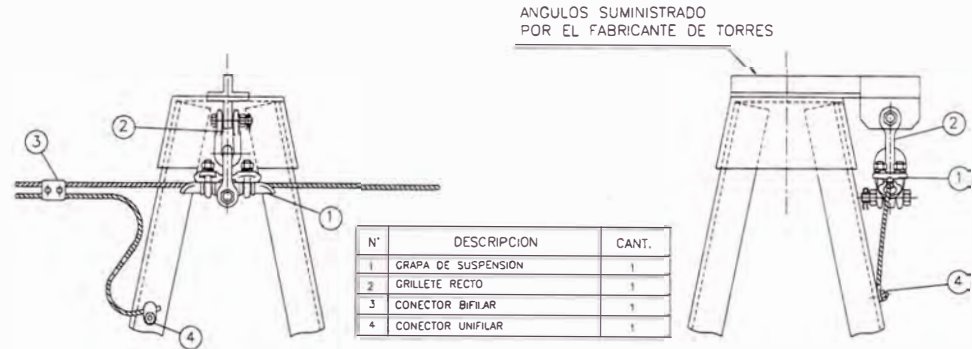 ANGULOS SUMINISTRADO
POR EL FABRICANTE DE TORRES
2
3
1
4
2
1
4
N° DESCRIPCION CANT.
1 GRAPA DE SUSPENSION 1
2 GRILLETE RECTO 1
3 CONECTOR BIFILAR 1
4 CONECTOR UNIFILAR 1